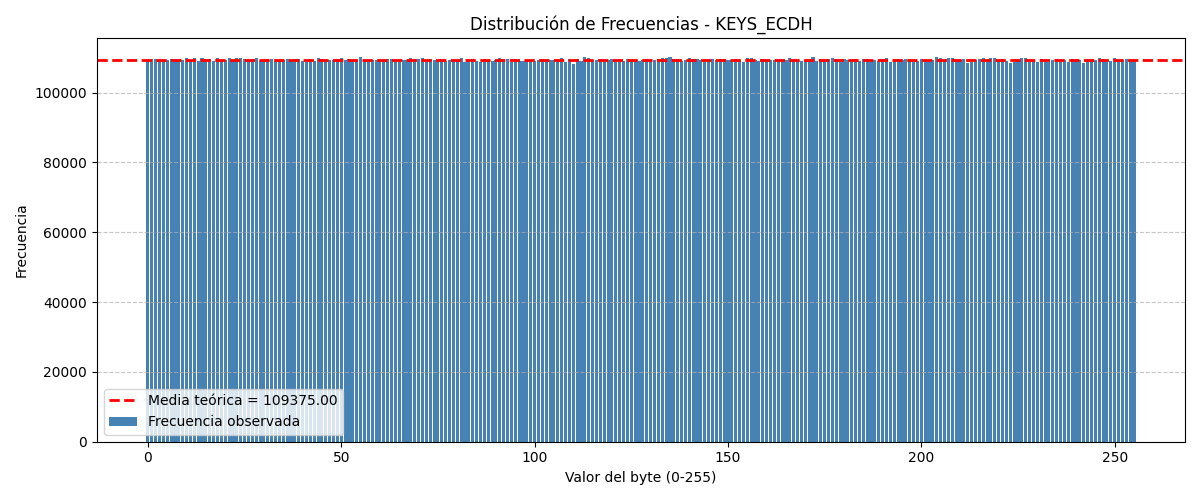 Distribución de Frecuencias - KEYS_ECDH
Frecuencia
100000
80000
60000
40000
20000
0
Media teórica = 109375.00
Frecuencia observada
0 50 100 150 200 250
Valor del byte (0-255)